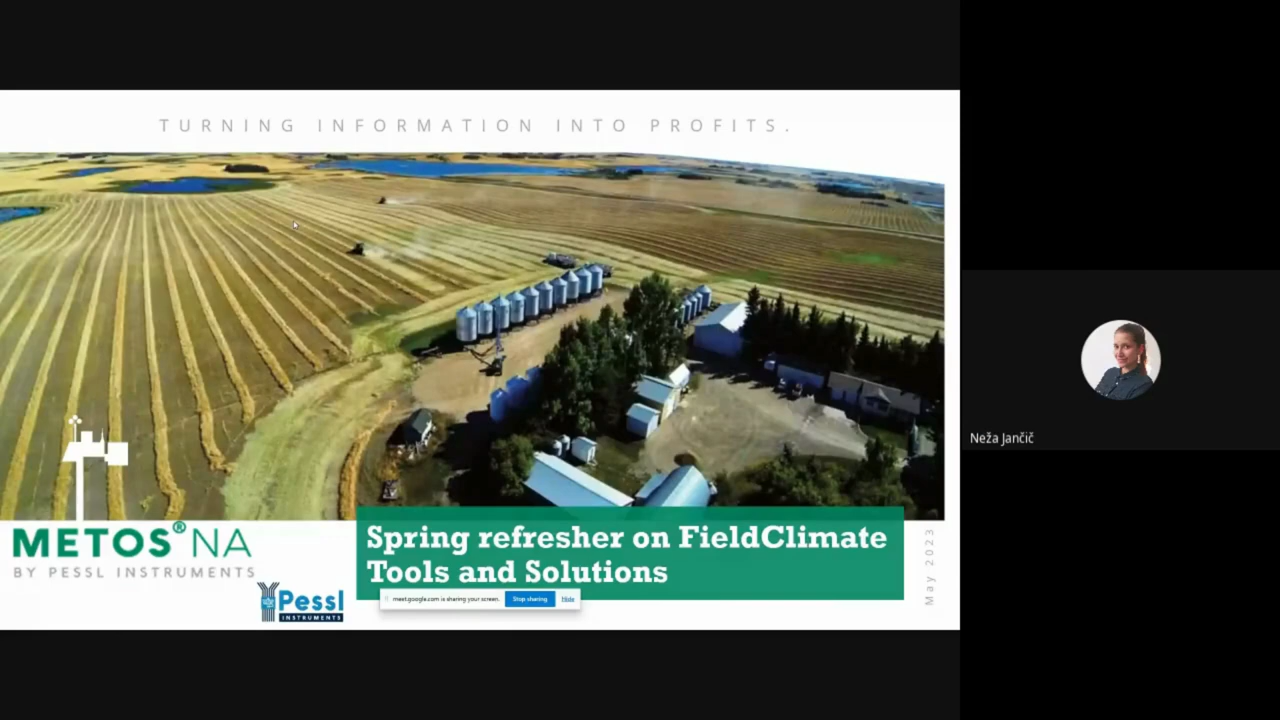 TURNING INFORMATION INTO PROFITS.
METOS® NA
BY PESSL INSTRUMENTS
Pessl
INSTRUMENTS
Spring refresher on FieldClimate
Tools and Solutions
May 2023
meet.google.com is sharing your screen. Stop sharing Hide
Neža Jančič